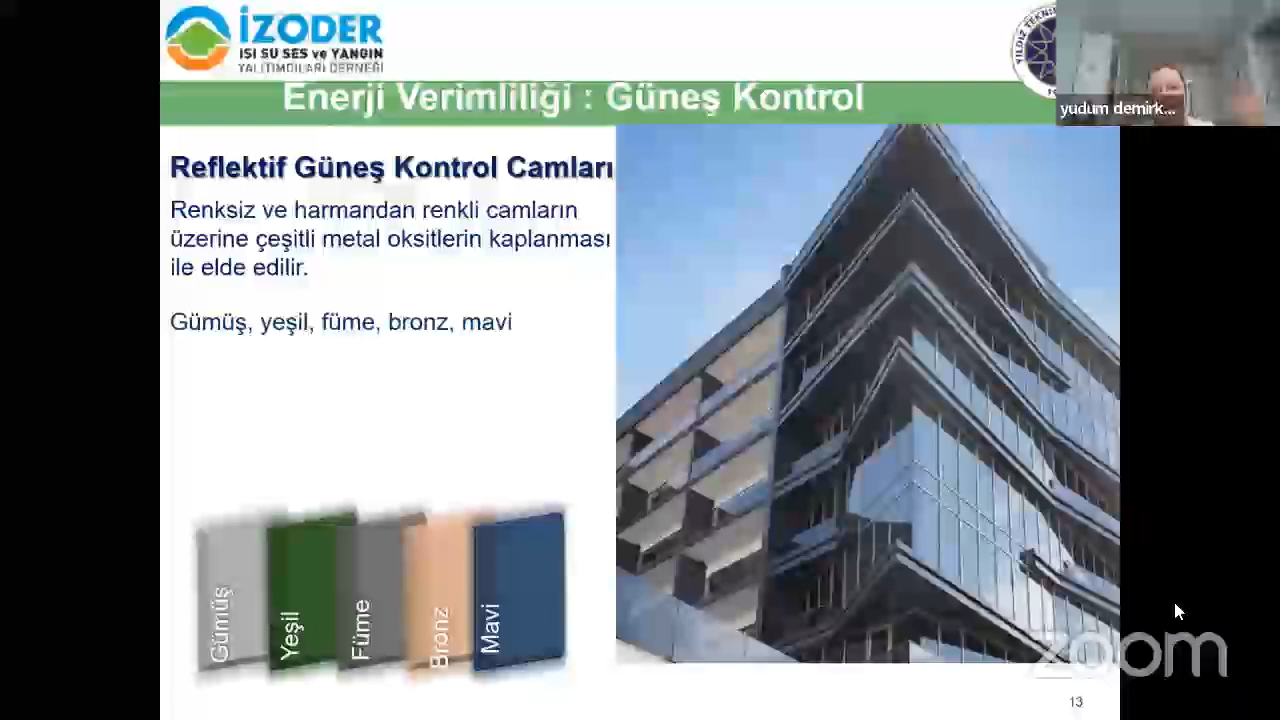 İZODER
ISI SU SES ve YANGIN
YALITIMCILARI DERNEĞİ
YILDIZ TEKNİ
yudum demirk...
Enerji Verimliliği : Güneş Kontrol
Reflektif Güneş Kontrol Camları
Renksiz ve harmandan renkli camların
üzerine çeşitli metal oksitlerin kaplanması
ile elde edilir.
Gümüş, yeşil, füme, bronz, mavi
Gümüş
Yeşil
Füme
Bronz
Mavi
zoom
13